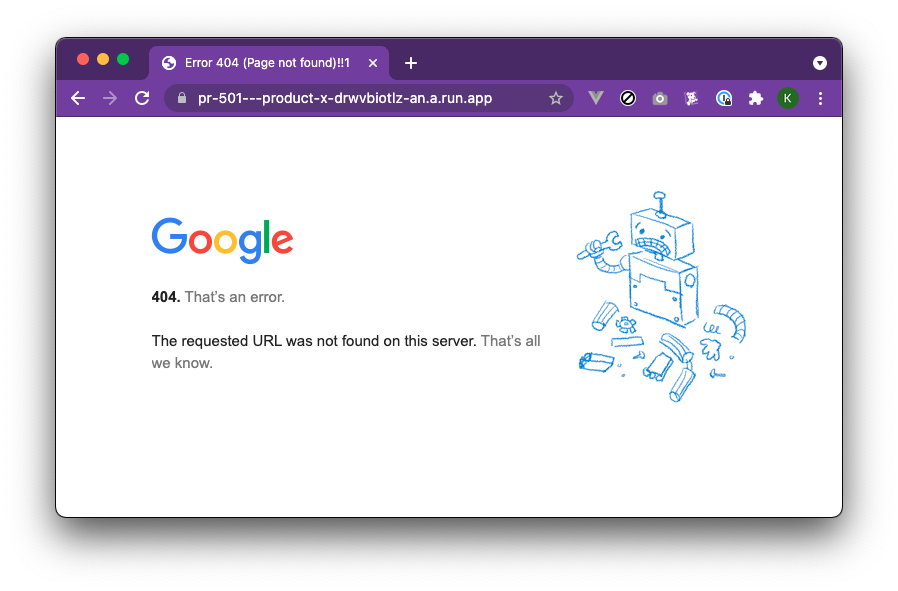 Error 404 (Page not found)!!1
pr-501---product-x-drwvbiotlz-an.a.run.app
K
Google
404. That's an error.
The requested URL was not found on this server. That's all
we know.